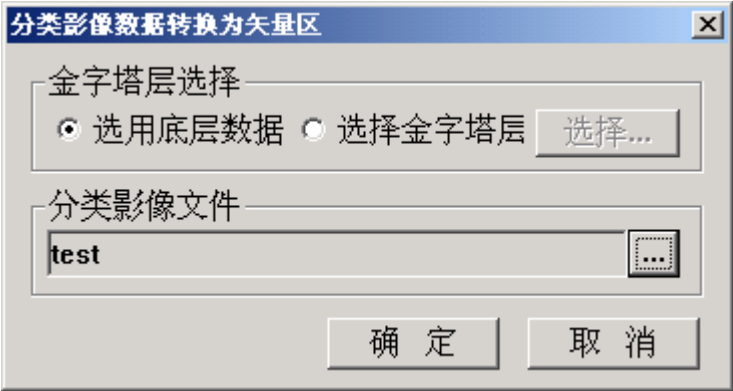 分类影像数据转换为矢量区
金字塔层选择
选用底层数据 选择金字塔层 选择...
分类影像文件
test ...
确 定 取 消